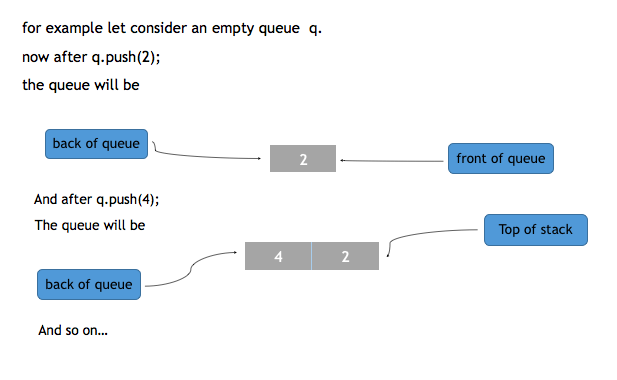 for example let consider an empty queue q.
now after q.push(2);
the queue will be
back of queue
2
front of queue
And after q.push(4);
The queue will be
Top of stack
4 2
back of queue
And so on...